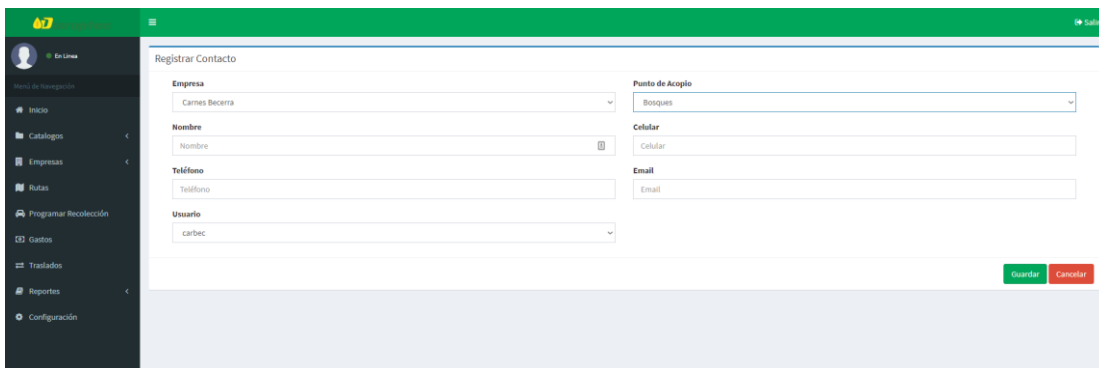 Salir
En Linea
Menú de Navegación
Inicio
Catalogos
Empresas
Rutas
Programar Recolección
Gastos
Traslados
Reportes
Configuración
Registrar Contacto
Empresa
Carnes Becerra
Punto de Acopio
Bosques
Nombre
Nombre
Celular
Celular
Teléfono
Teléfono
Email
Email
Usuario
carbec
Guardar
Cancelar